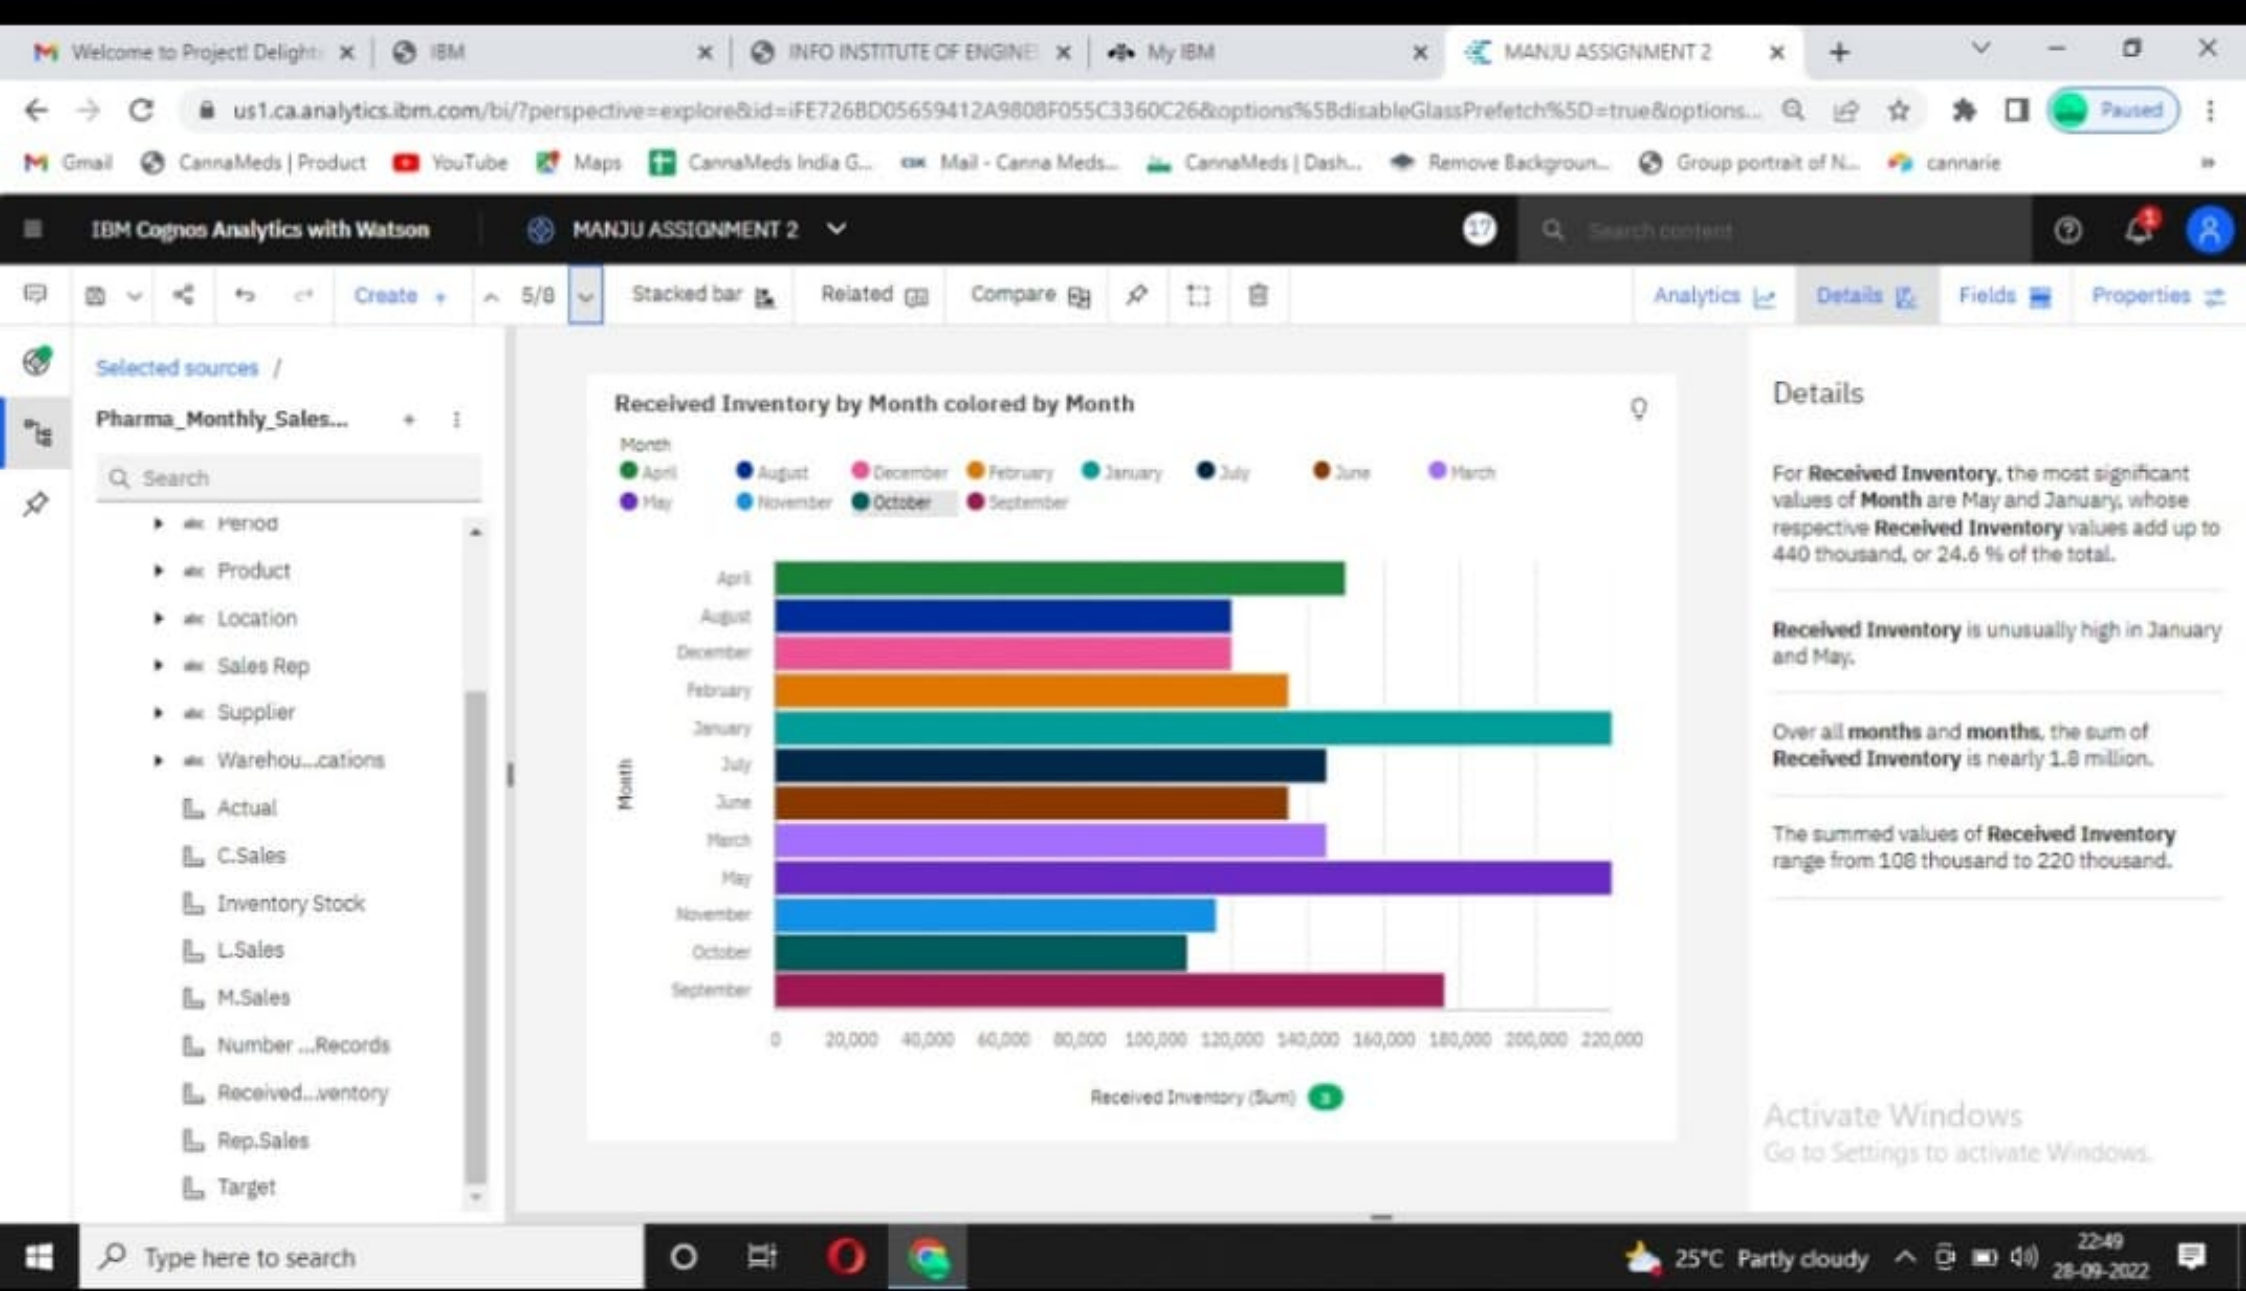 Welcome to Project! Delight
IBM
INFO INSTITUTE OF ENGINE
My IBM
MANJU ASSIGNMENT 2
us1.ca.analytics.ibm.com/bi/?perspective=explore&id=iFE726BD05659412A9808F055C3360C26&options%5BdisableGlassPrefetch%5D=true&options...
Paused
Gmail
CannaMeds | Product
YouTube
Maps
CannaMeds India G...
Mail - Canna Meds...
CannaMeds | Dash...
Remove Backgroun...
Group portrait of N...
cannarie
IBM Cognos Analytics with Watson
MANJU ASSIGNMENT 2
17
Search content
1
Create +
5/8
Stacked bar
Related
Compare
Analytics
Details
Fields
Properties
Selected sources /
Pharma_Monthly_Sales...
Search
abc Period
abc Product
abc Location
abc Sales Rep
abc Supplier
abc Warehou...cations
Actual
C.Sales
Inventory Stock
L.Sales
M.Sales
Number ...Records
Received...ventory
Rep.Sales
Target
Received Inventory by Month colored by Month
Month
April
August
December
February
January
July
June
March
May
November
October
September
Month
April
August
December
February
January
July
June
March
May
November
October
September
0 20,000 40,000 60,000 80,000 100,000 120,000 140,000 160,000 180,000 200,000 220,000
Received Inventory (Sum) 3
Details
For Received Inventory, the most significant
values of Month are May and January, whose
respective Received Inventory values add up to
440 thousand, or 24.6 % of the total.
Received Inventory is unusually high in January
and May.
Over all months and months, the sum of
Received Inventory is nearly 1.8 million.
The summed values of Received Inventory
range from 108 thousand to 220 thousand.
Activate Windows
Go to Settings to activate Windows.
Type here to search
25°C Partly cloudy
22:49
28-09-2022